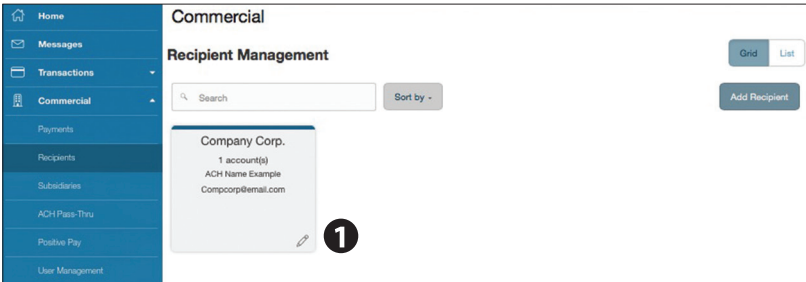 Home
Messages
Transactions
Commercial
Payments
Recipients
Subsidiaries
ACH Pass-Thru
Positive Pay
User Management
Commercial
Recipient Management
Grid
List
Search
Sort by
Add Recipient
Company Corp.
1 account(s)
ACH Name Example
Compcorp@email.com
1